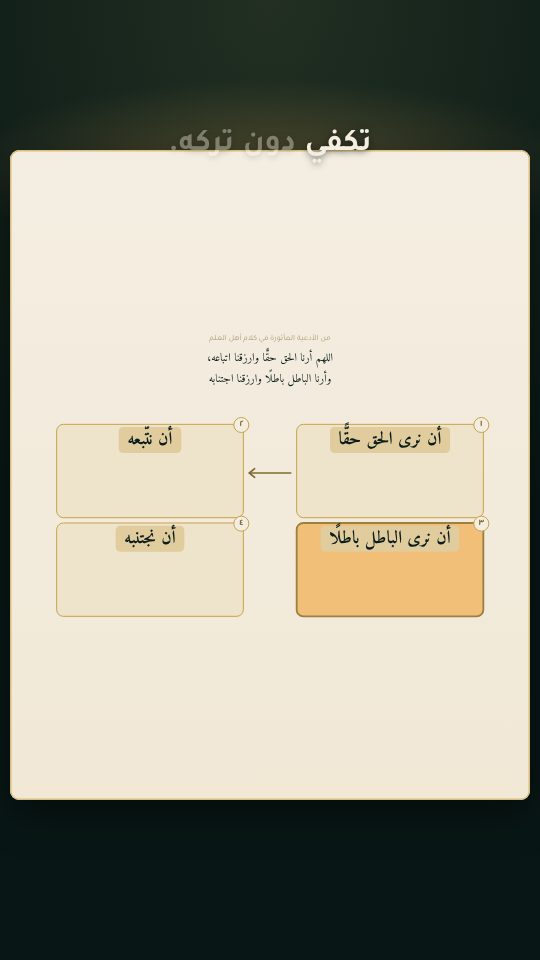 تكفي دون تركه.
من الأدعية المأثورة في كلام أهل العلم
اللهم أرنا الحق حقًّا وارزقنا اتباعه،
وأرنا الباطل باطلًا وارزقنا اجتنابه
١
أن نرى الحق حقًّا
٢
أن نتّبعه
٣
أن نرى الباطل باطلًا
٤
أن نجتنبه